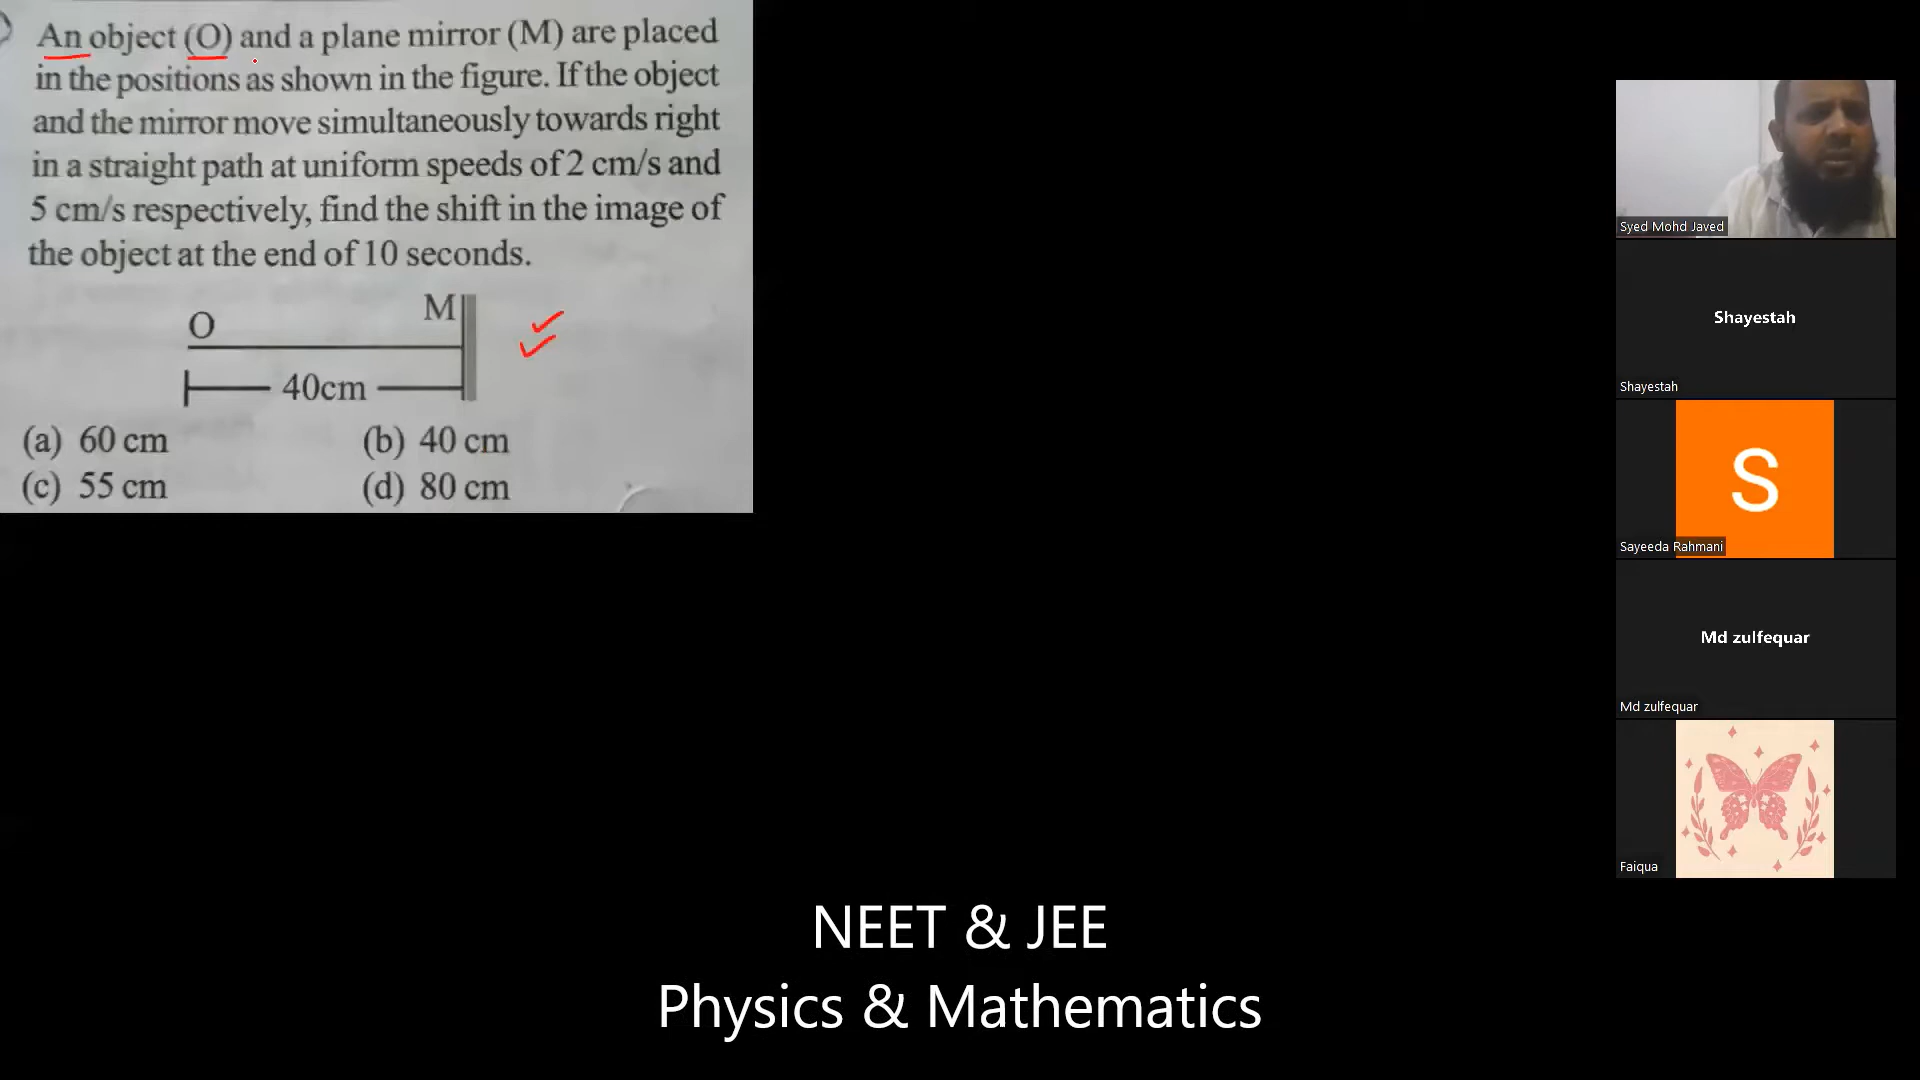 An object (O) and a plane mirror (M) are placed
in the positions as shown in the figure. If the object
and the mirror move simultaneously towards right
in a straight path at uniform speeds of 2 cm/s and
5 cm/s respectively, find the shift in the image of
the object at the end of 10 seconds.
O
M
40cm
(a) 60 cm
(b) 40 cm
(c) 55 cm
(d) 80 cm
Syed Mohd Javed
Shayestah
Shayestah
S
Sayeeda Rahmani
Md zulfequar
Md zulfequar
Faiqua
NEET & JEE
Physics & Mathematics